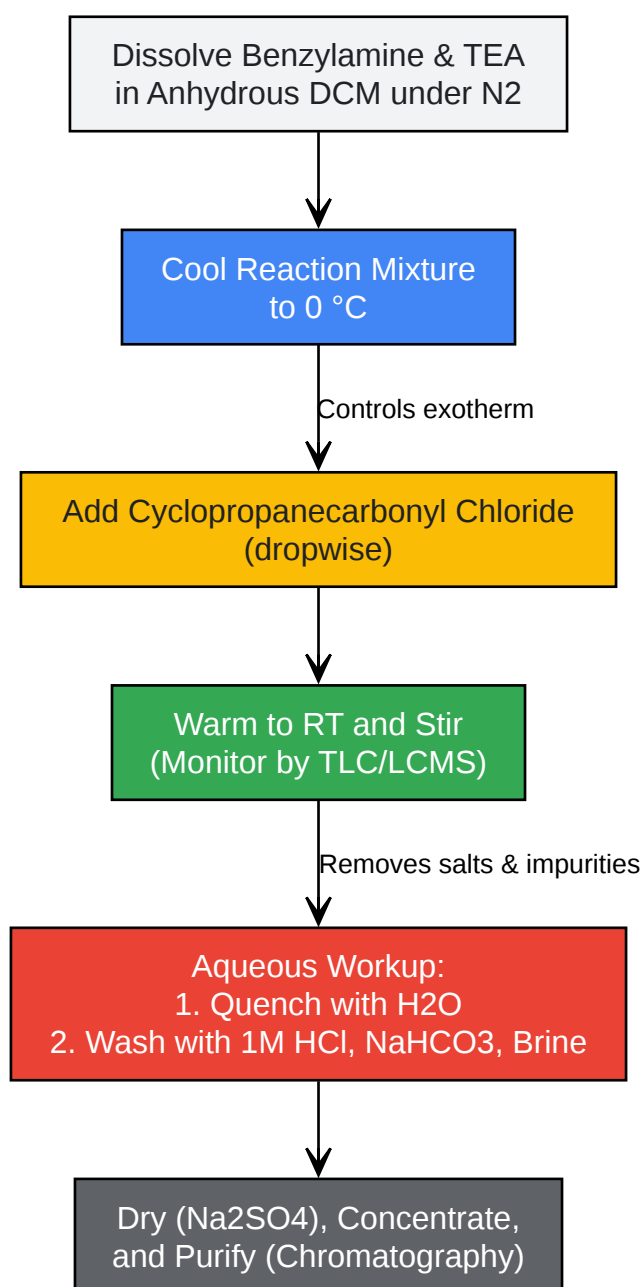 Dissolve Benzylamine & TEA
in Anhydrous DCM under N2
Cool Reaction Mixture
to 0 °C
Controls exotherm
Add Cyclopropanecarbonyl Chloride
(dropwise)
Warm to RT and Stir
(Monitor by TLC/LCMS)
Removes salts & impurities
Aqueous Workup:
1. Quench with H2O
2. Wash with 1M HCl, NaHCO3, Brine
Dry (Na2SO4), Concentrate,
and Purify (Chromatography)